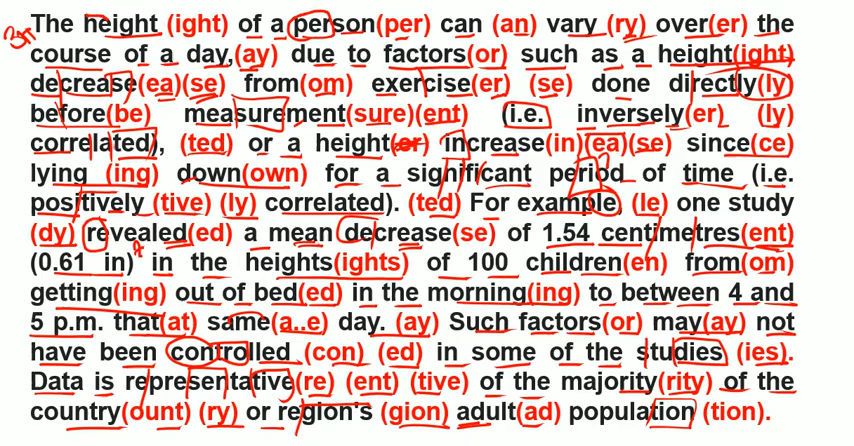 The height (ight) of a person(per) can (an) vary (ry) over(er) the
course of a day,(ay) due to factors(or) such as a height(ight)
decrease(ea)(se) from(om) exercise(er) (se) done directly(ly)
before(be) measurement(sure)(ent) (i.e. inversely(er) (ly)
correlated), (ted) or a height(or) increase(in)(ea)(se) since(ce)
lying (ing) down(own) for a significant period of time (i.e.
positively (tive) (ly) correlated). (ted) For example, (le) one study
(dy) revealed(ed) a mean decrease(se) of 1.54 centimetres(ent)
(0.61 in) in the heights(ights) of 100 children(en) from(om)
getting(ing) out of bed(ed) in the morning(ing) to between 4 and
5 p.m. that(at) same(a..e) day. (ay) Such factors(or) may(ay) not
have been controlled (con) (ed) in some of the studies (ies).
Data is representative(re) (ent) (tive) of the majority(rity) of the
country(ount) (ry) or region's (gion) adult(ad) population (tion).